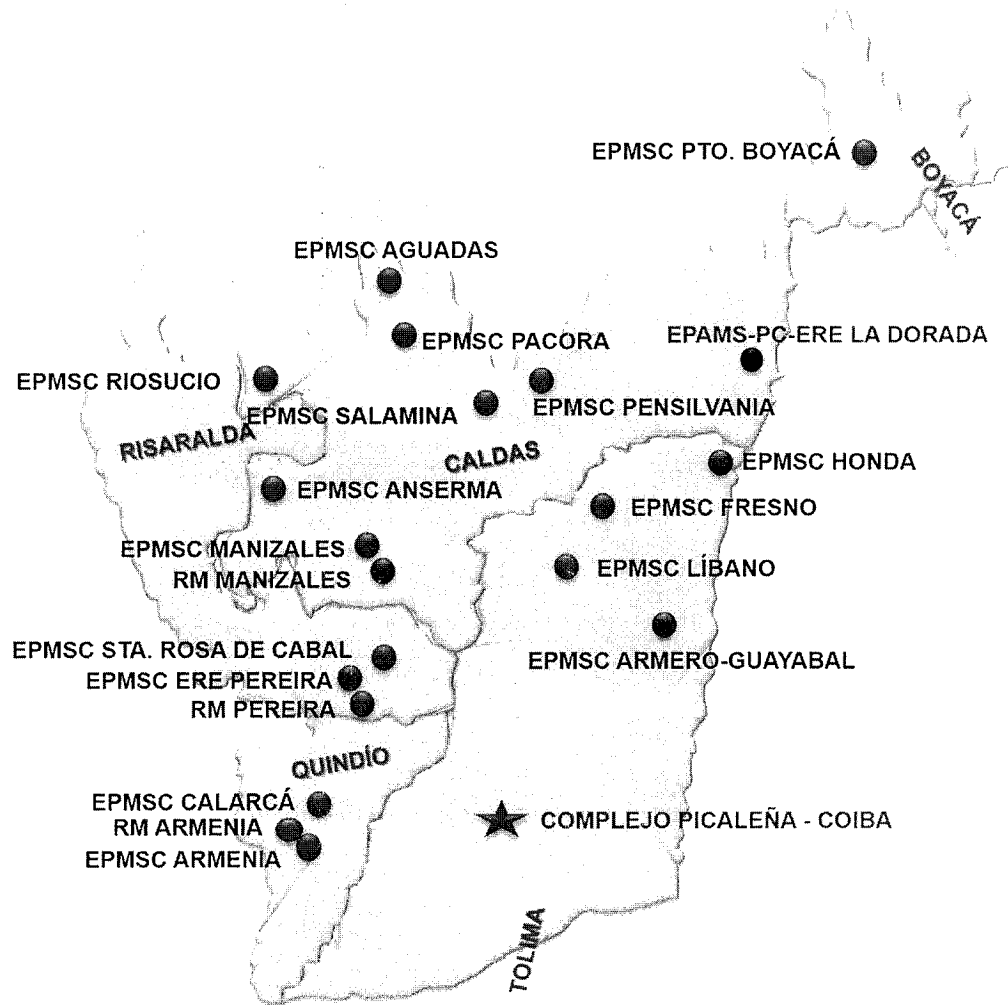 EPMSC PTO. BOYACÁ
BOYACÁ
EPMSC AGUADAS
EPMSC PACORA
EPAMS-PC-ERE LA DORADA
EPMSC RIOSUCIO
EPMSC SALAMINA
EPMSC PENSILVANIA
RISARALDA
CALDAS
EPMSC HONDA
EPMSC ANSERMA
EPMSC FRESNO
EPMSC MANIZALES
RM MANIZALES
EPMSC LÍBANO
EPMSC STA. ROSA DE CABAL
EPMSC ARMERO-GUAYABAL
EPMSC ERE PEREIRA
RM PEREIRA
QUINDÍO
EPMSC CALARCÁ
RM ARMENIA
COMPLEJO PICALEÑA - COIBA
EPMSC ARMENIA
TOLIMA